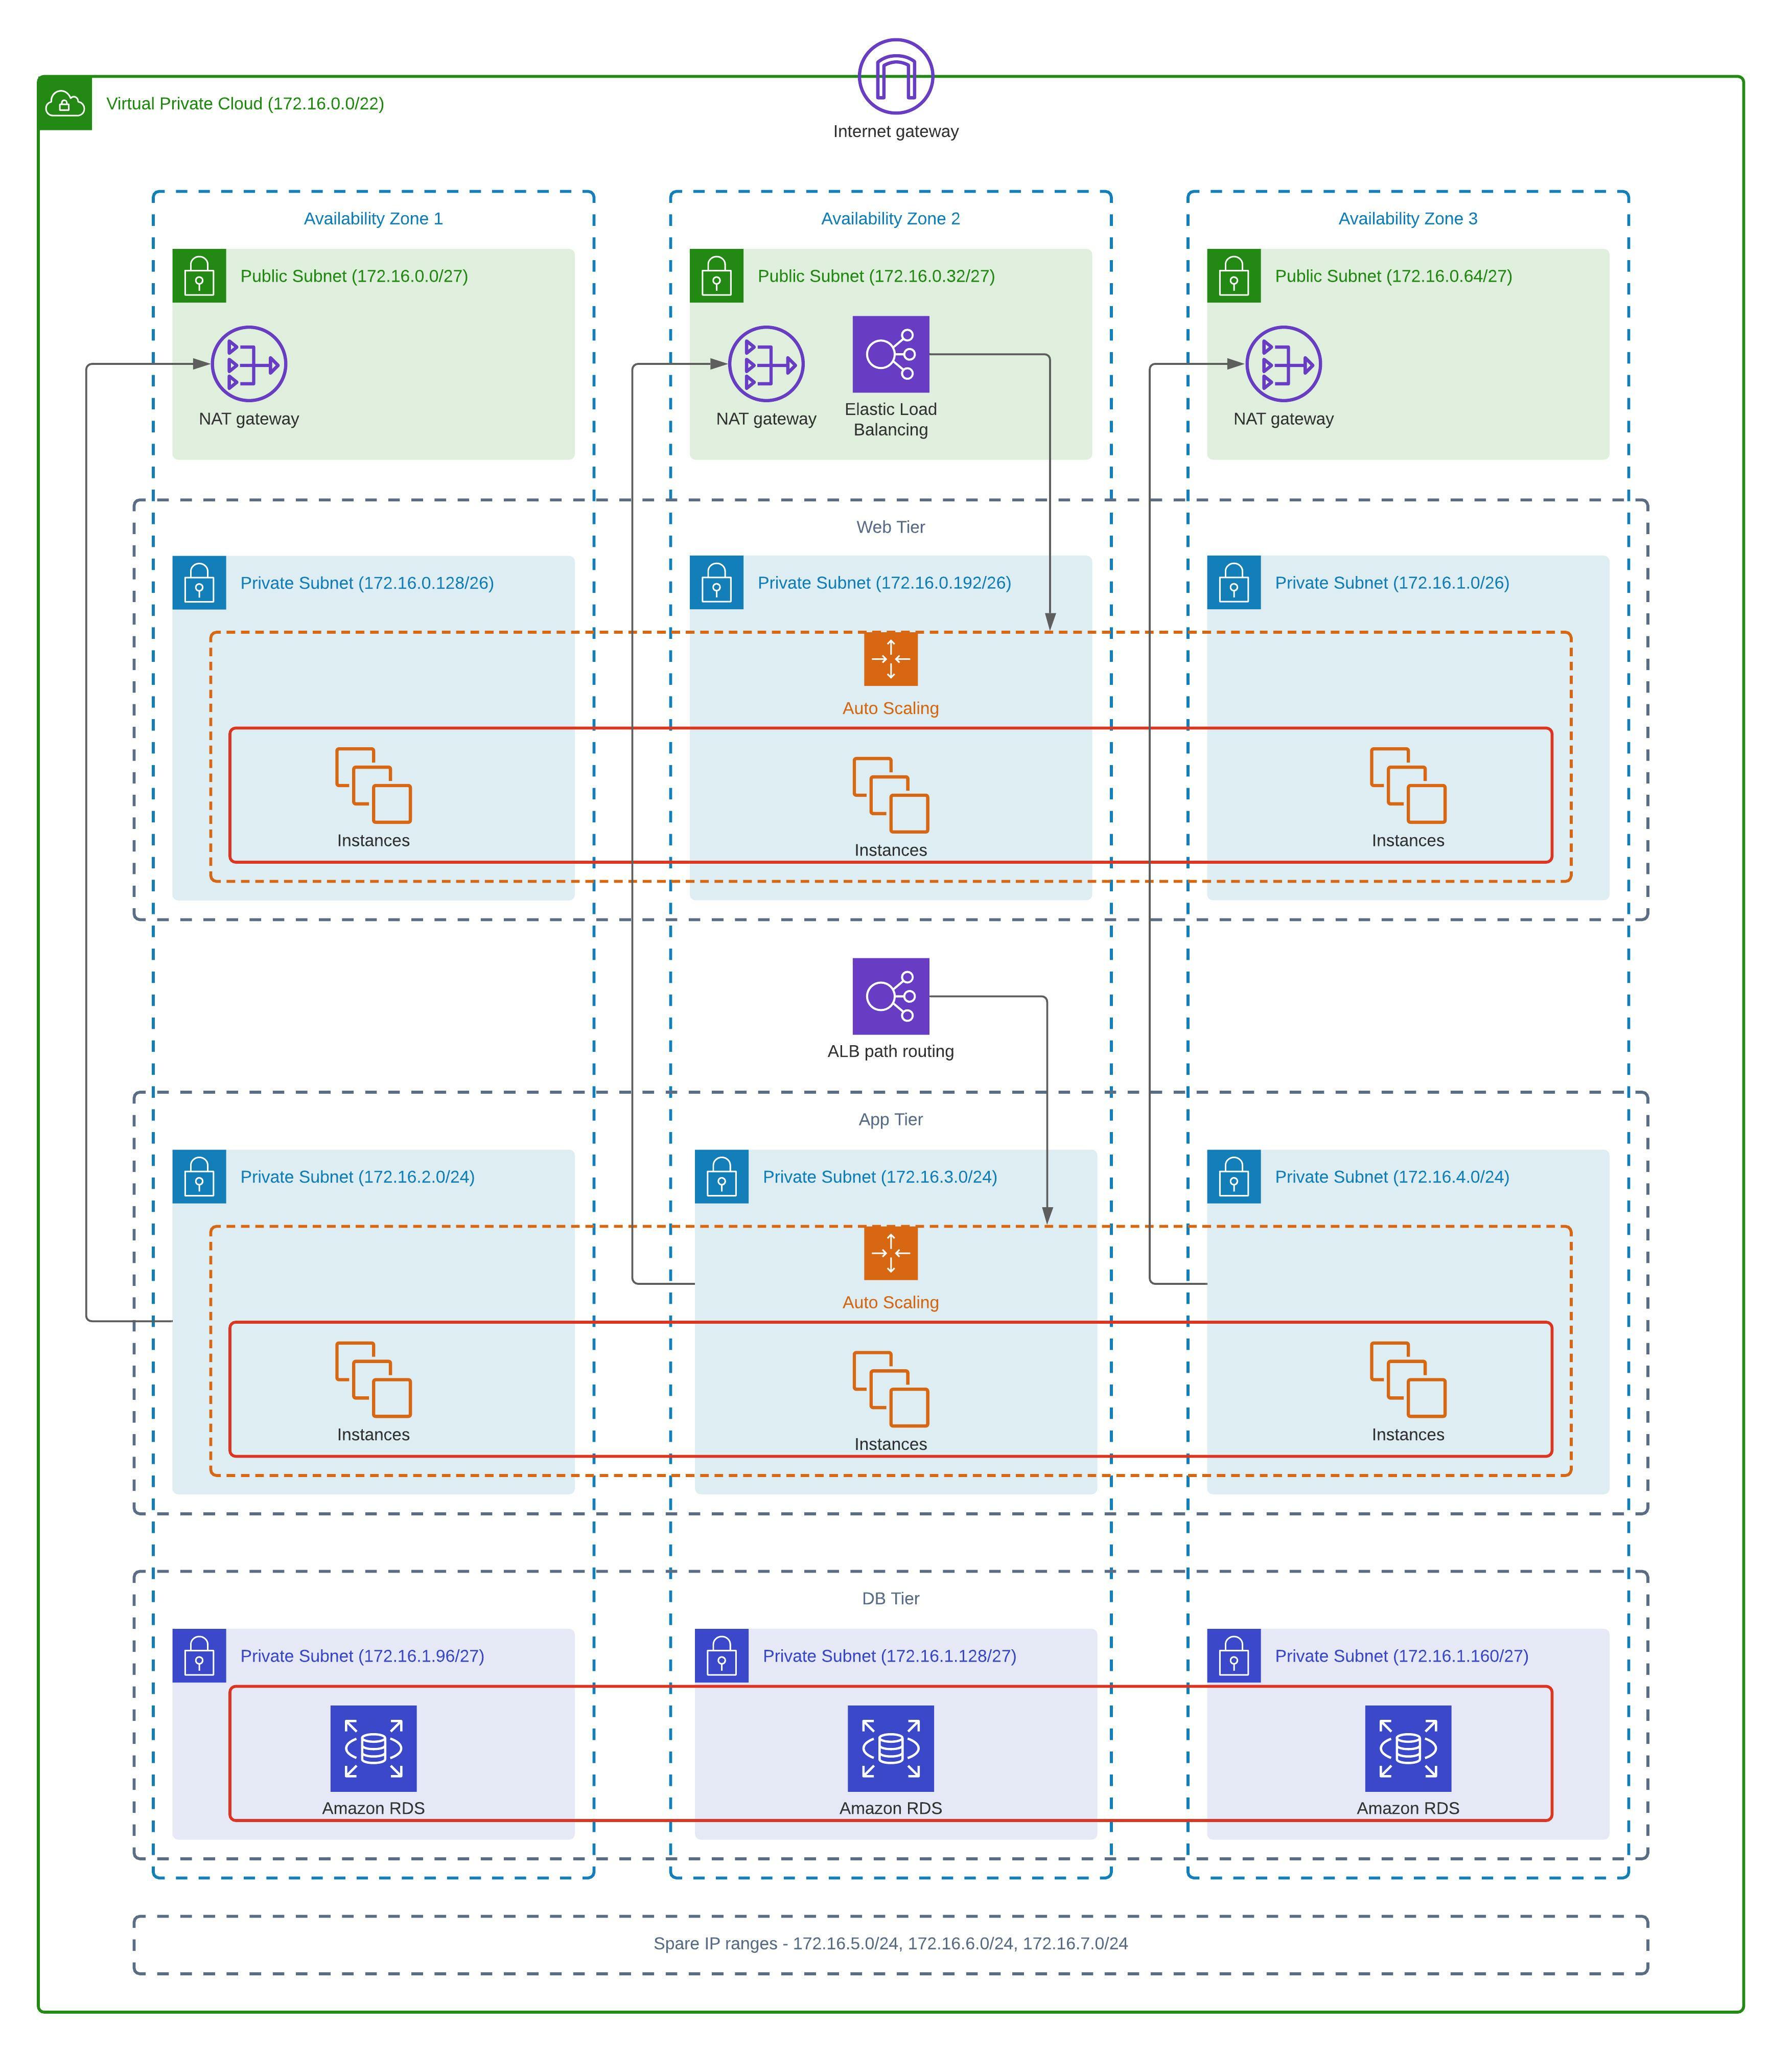 Internet gateway
Virtual Private Cloud (172.16.0.0/22)
Availability Zone 1
Availability Zone 2
Availability Zone 3
Public Subnet (172.16.0.0/27)
Public Subnet (172.16.0.32/27)
Public Subnet (172.16.0.64/27)
NAT gateway
NAT gateway
Elastic Load
Balancing
NAT gateway
Web Tier
Private Subnet (172.16.0.128/26)
Private Subnet (172.16.0.192/26)
Private Subnet (172.16.1.0/26)
Auto Scaling
Instances
Instances
Instances
ALB path routing
App Tier
Private Subnet (172.16.2.0/24)
Private Subnet (172.16.3.0/24)
Private Subnet (172.16.4.0/24)
Auto Scaling
Instances
Instances
Instances
DB Tier
Private Subnet (172.16.1.96/27)
Private Subnet (172.16.1.128/27)
Private Subnet (172.16.1.160/27)
Amazon RDS
Amazon RDS
Amazon RDS
Spare IP ranges - 172.16.5.0/24, 172.16.6.0/24, 172.16.7.0/24